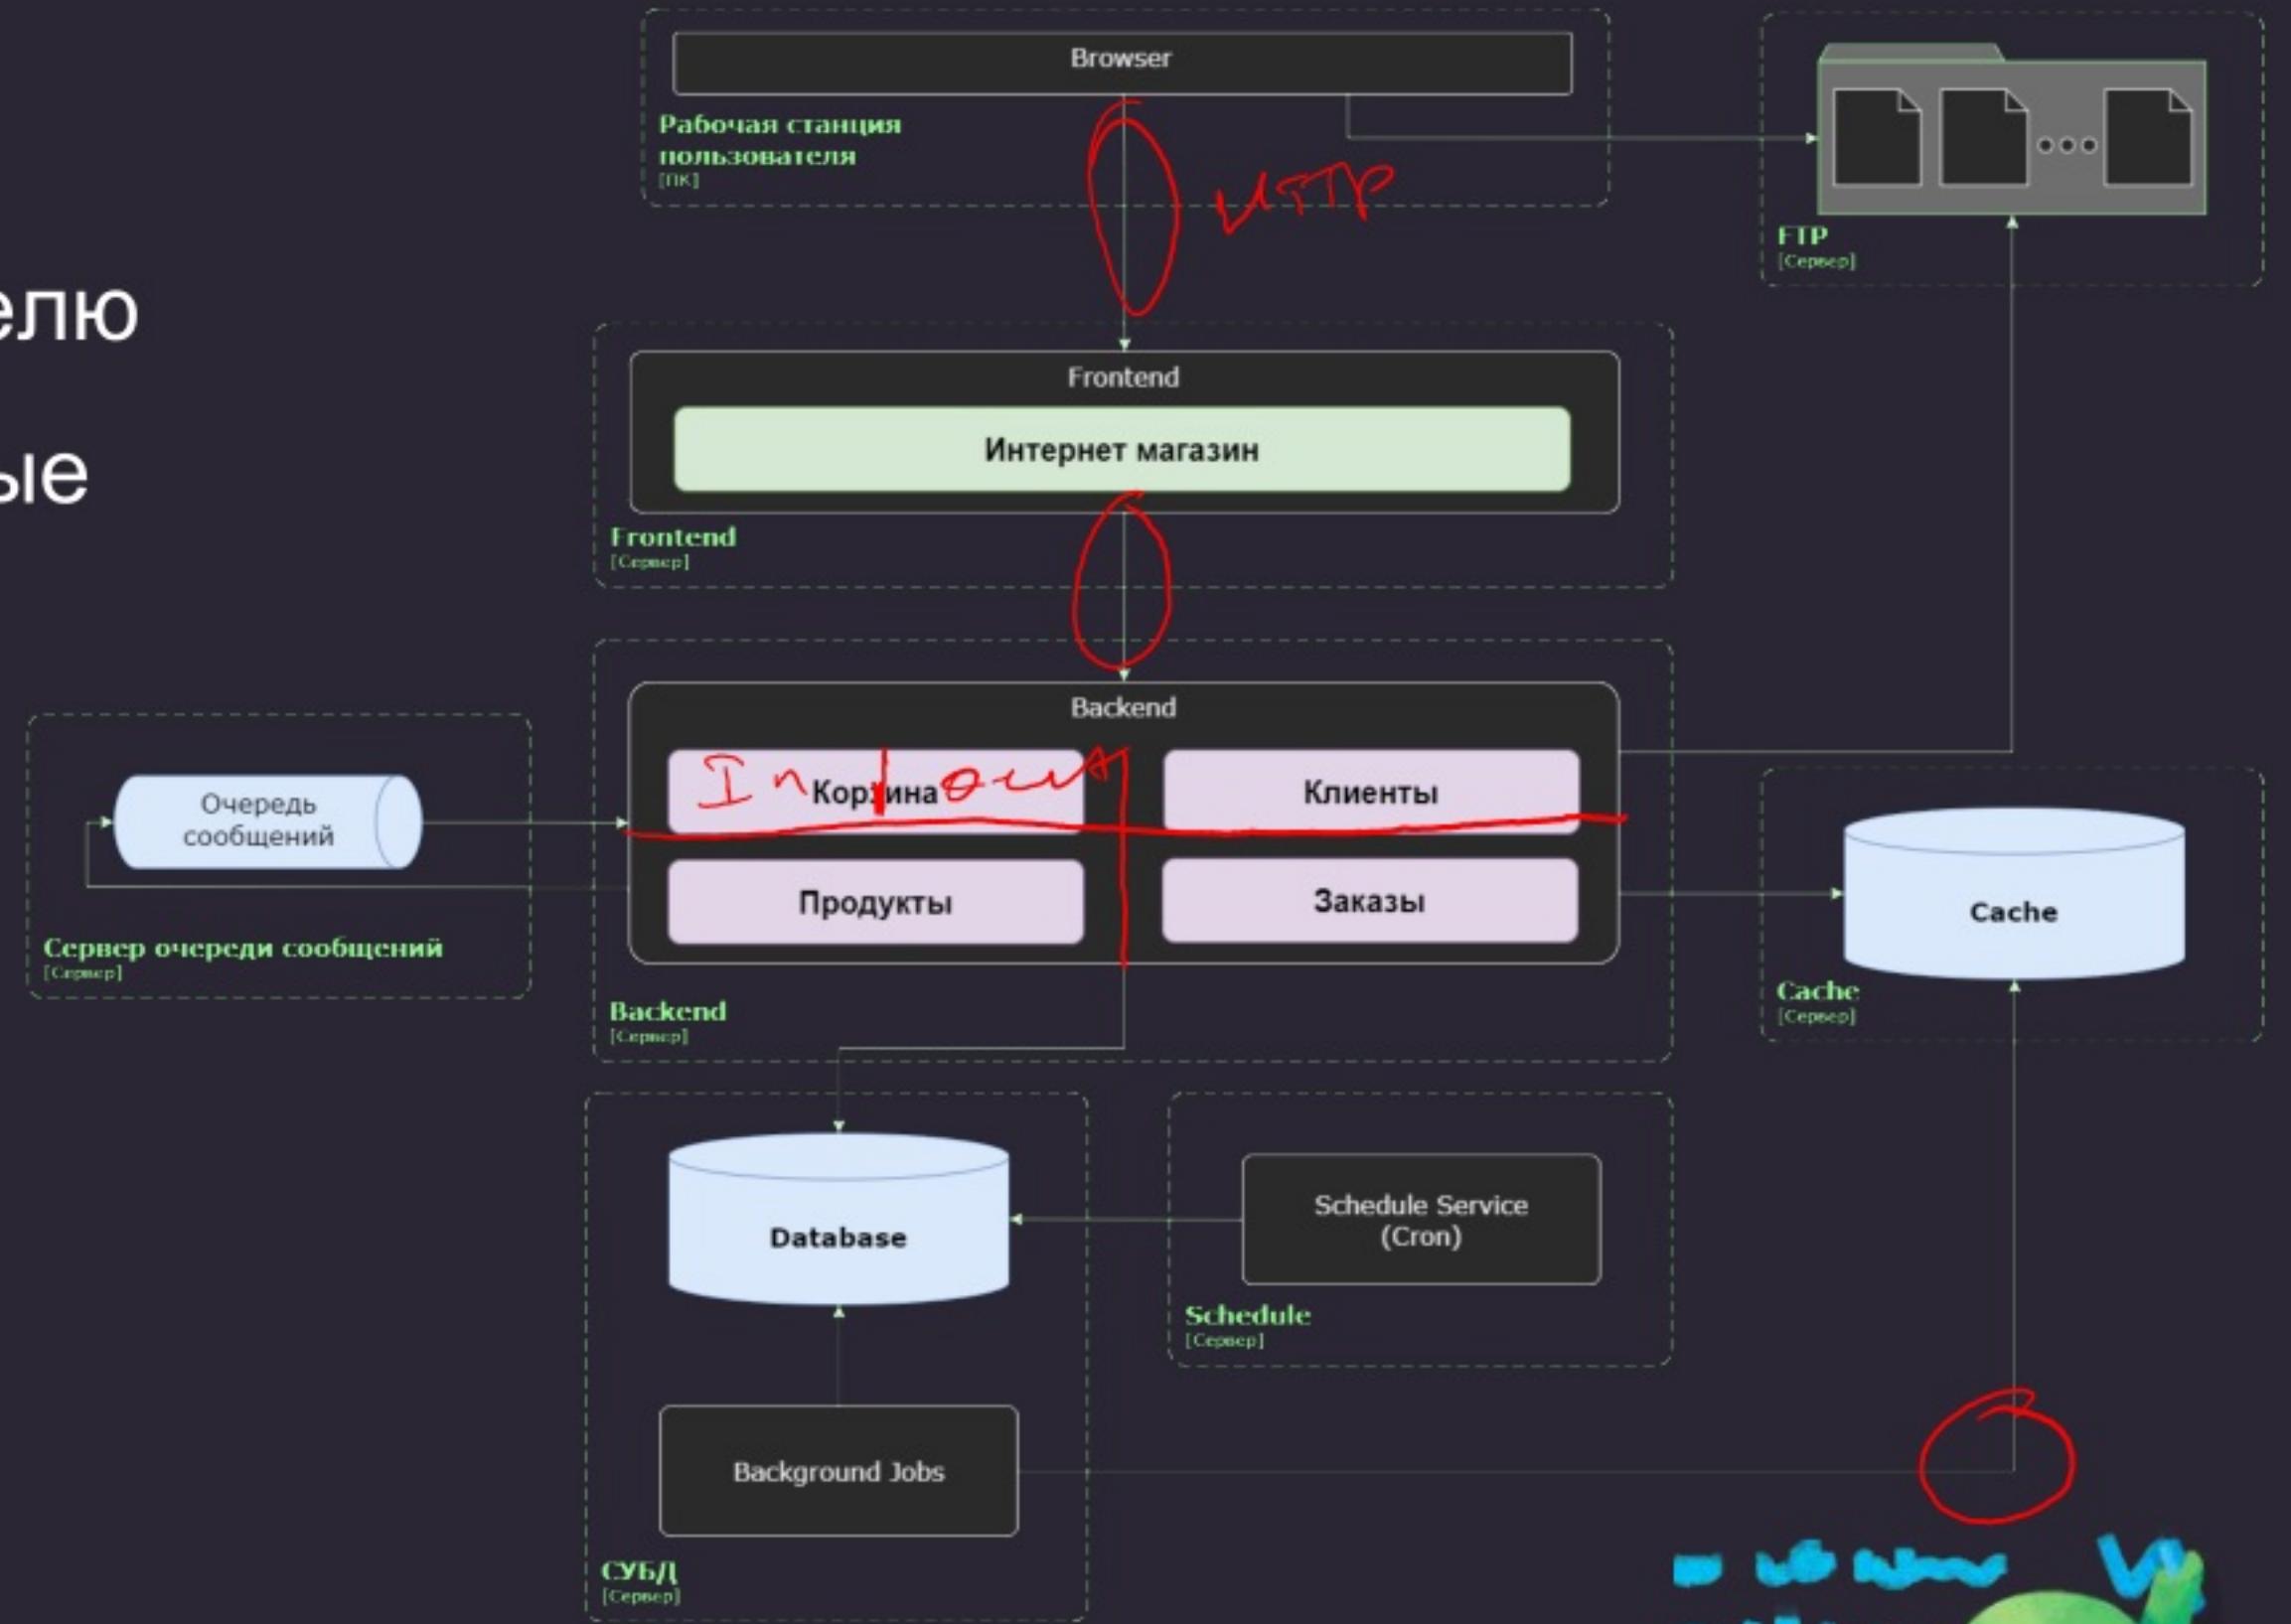 Browser
Рабочая станция
пользователя
[ПК]
HTTP
FTP
[Сервер]
елю
ые
Frontend
Интернет магазин
Frontend
[Сервер]
Backend
In out
Корзина
Клиенты
Продукты
Заказы
Backend
[Сервер]
Очередь
сообщений
Сервер очереди сообщений
[Сервер]
Cache
Cache
[Сервер]
Database
Schedule Service
(Cron)
Schedule
[Сервер]
Background Jobs
СУБД
[Сервер]